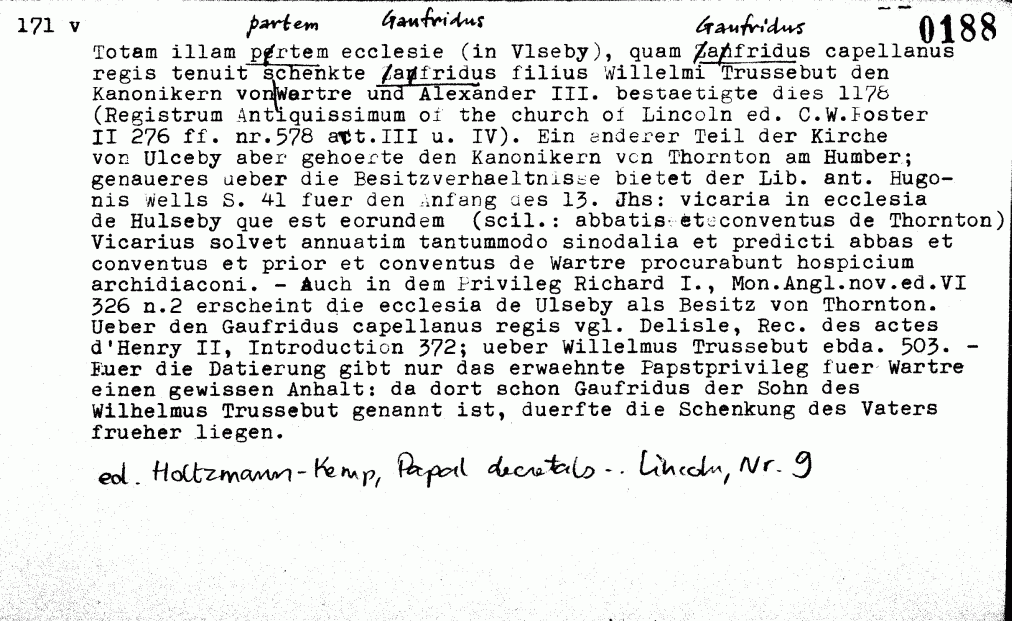 partem Gaufridus Gaufridus
171 v 0188
Totam illam partem ecclesie (in Vlseby), quam Zaufridus capellanus
regis tenuit schenkte Zaufridus filius Willelmi Trussebut den
Kanonikern von Wartre und Alexander III. bestaetigte dies 1178
(Registrum Antiquissimum of the church of Lincoln ed. C.W.Foster
II 276 ff. nr.578 att.III u. IV). Ein anderer Teil der Kirche
von Ulceby aber gehoerte den Kanonikern von Thornton am Humber;
genaueres ueber die Besitzverhaeltnisse bietet der Lib. ant. Hugo-
nis Wells S. 41 fuer den Anfang des 13. Jhs: vicaria in ecclesia
de Hulseby que est eorundem (scil.: abbatis et conventus de Thornton)
Vicarius solvet annuatim tantummodo sinodalia et predicti abbas et
conventus et prior et conventus de Wartre procurabunt hospicium
archidiaconi. - Auch in dem Privileg Richard I., Mon.Angl.nov.ed.VI
326 n.2 erscheint die ecclesia de Ulseby als Besitz von Thornton.
Ueber den Gaufridus capellanus regis vgl. Delisle, Rec. des actes
d'Henry II, Introduction 372; ueber Willelmus Trussebut ebda. 503. -
Fuer die Datierung gibt nur das erwaehnte Papstprivileg fuer Wartre
einen gewissen Anhalt: da dort schon Gaufridus der Sohn des
Wilhelmus Trussebut genannt ist, duerfte die Schenkung des Vaters
frueher liegen.
ed. Holtzmann-Kemp, Papal decretals .. Lincoln, Nr. 9